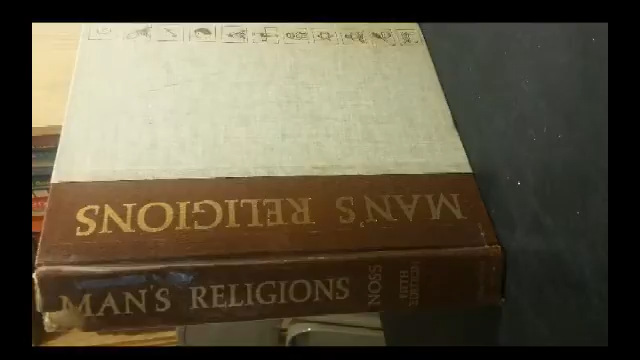 MAN'S RELIGIONS
MAN'S RELIGIONS
NOSS
FIFTH
EDITION